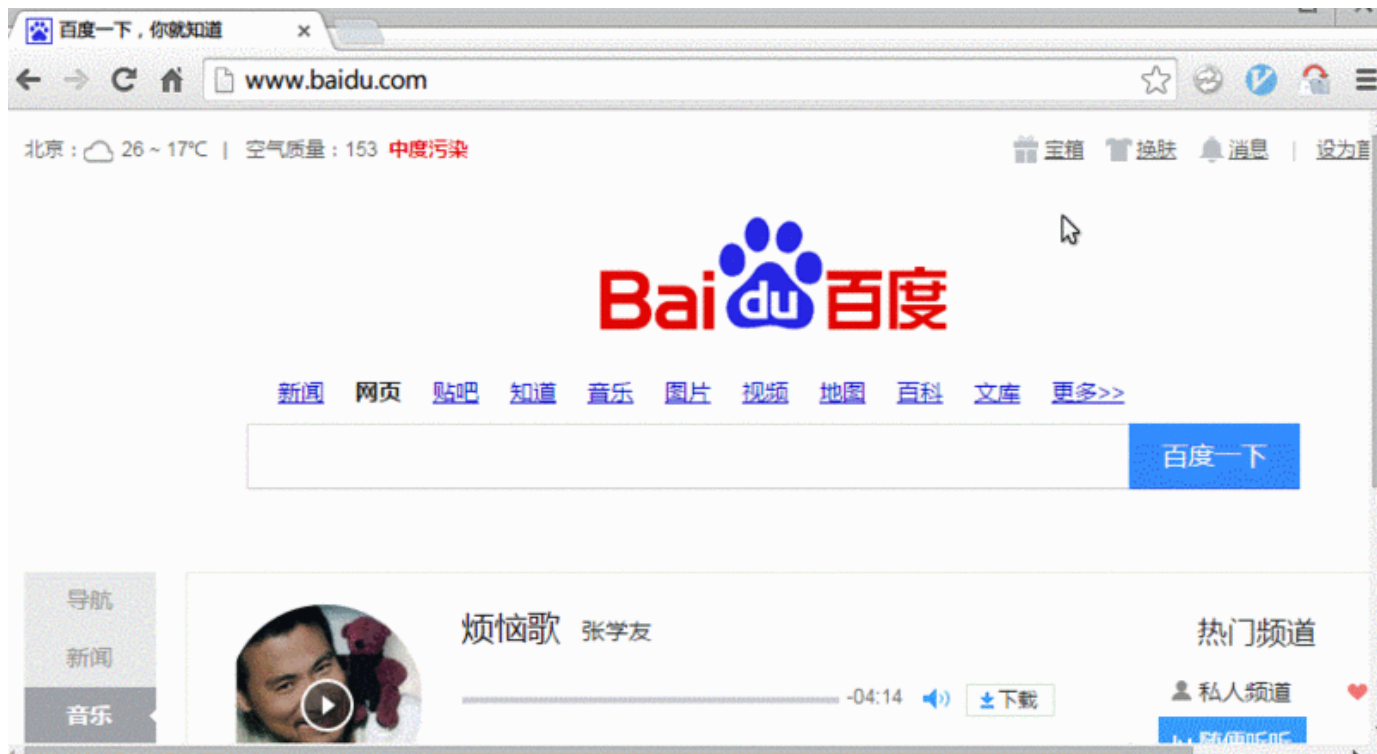 百度一下，你就知道
www.baidu.com
北京： 26 ~ 17℃ | 空气质量：153 中度污染 宝箱 换肤 消息 | 设为首
Bai du 百度
新闻 网页 贴吧 知道 音乐 图片 视频 地图 百科 文库 更多>>
百度一下
导航
新闻
音乐
烦恼歌 张学友
-04:14 下载
热门频道
私人频道
随便听听